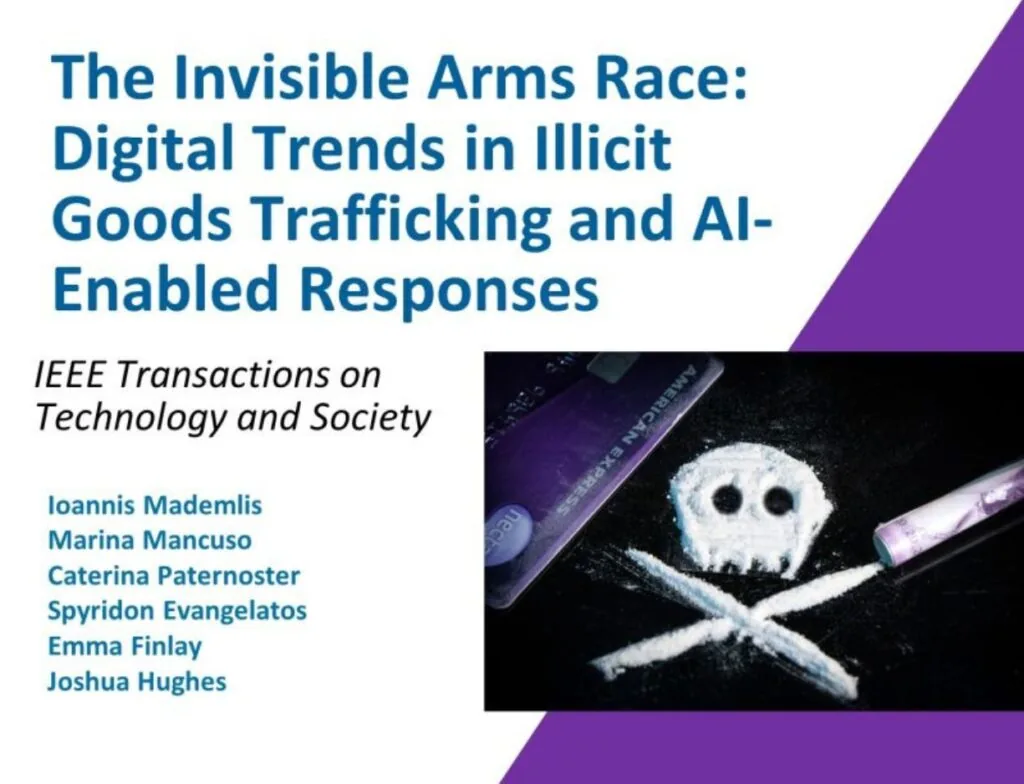 The Invisible Arms Race:
Digital Trends in Illicit
Goods Trafficking and AI-
Enabled Responses
IEEE Transactions on
Technology and Society
Ioannis Mademlis
Marina Mancuso
Caterina Paternoster
Spyridon Evangelatos
Emma Finlay
Joshua Hughes
AMERICAN EXPRESS